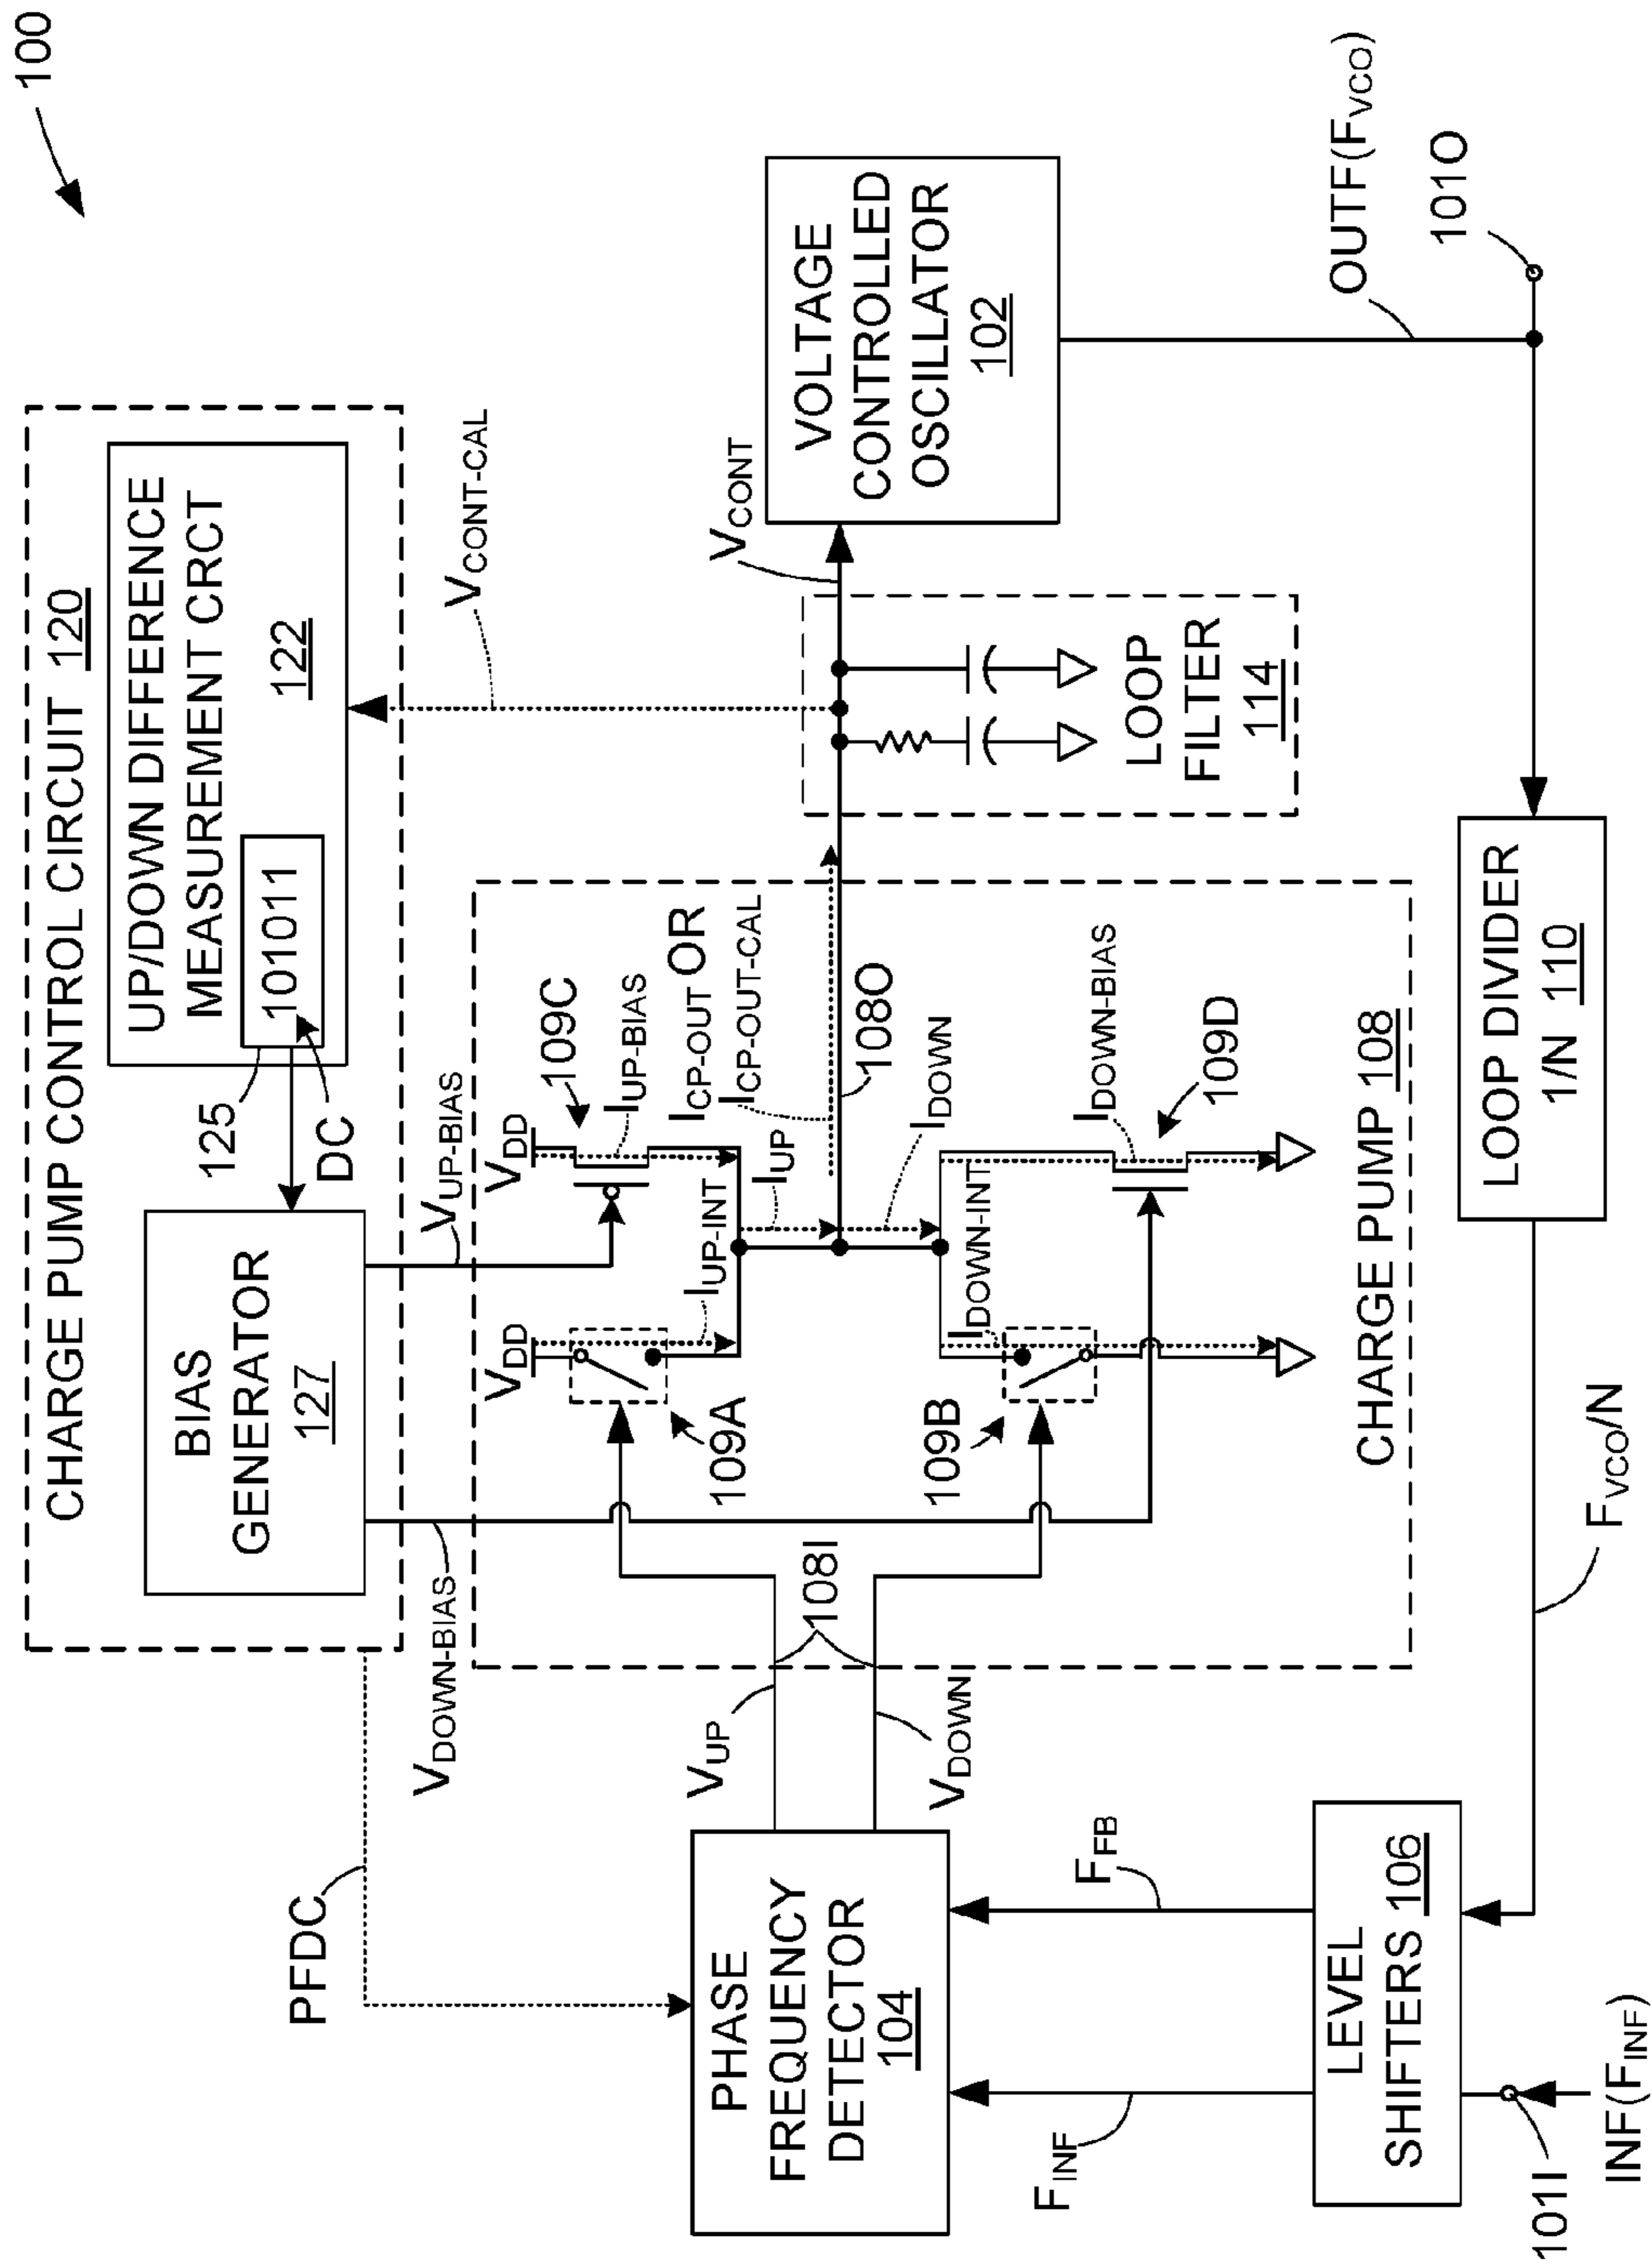 100
CHARGE PUMP CONTROL CIRCUIT 120
UP/DOWN DIFFERENCE
MEASUREMENT CRCT
122
101011
125
DC
BIAS
GENERATOR
127
PFDC
VDOWN-BIAS
VUP-BIAS
VCONT-CAL
VDD
VDD
109C
IUP-BIAS
IUP-INT
IUP
ICP-OUT OR
ICP-OUT-CAL
108O
109A
108I
VUP
VDOWN
IDOWN
IDOWN-INT
IDOWN-BIAS
109B
109D
CHARGE PUMP 108
VCONT
LOOP
FILTER
114
VOLTAGE
CONTROLLED
OSCILLATOR
102
OUTF(FVCO)
101O
PHASE
FREQUENCY
DETECTOR
104
FINF
FFB
LEVEL
SHIFTERS 106
LOOP DIVIDER
1/N 110
FVCO/N
101I
INF(FINF)